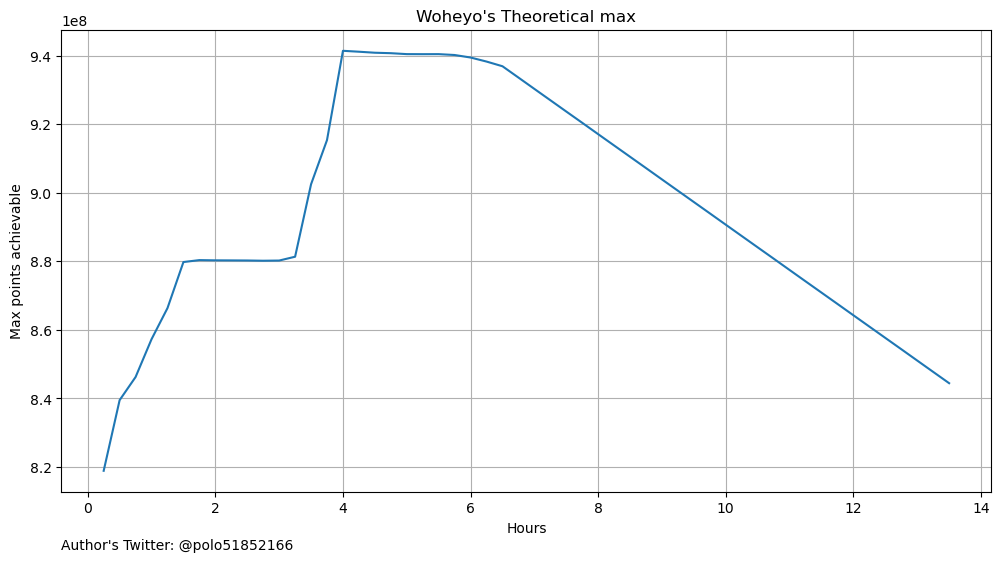 Woheyo's Theoretical max
1e8
9.4
9.2
9.0
8.8
8.6
8.4
8.2
Max points achievable
0 2 4 6 8 10 12 14
Hours
Author's Twitter: @polo51852166